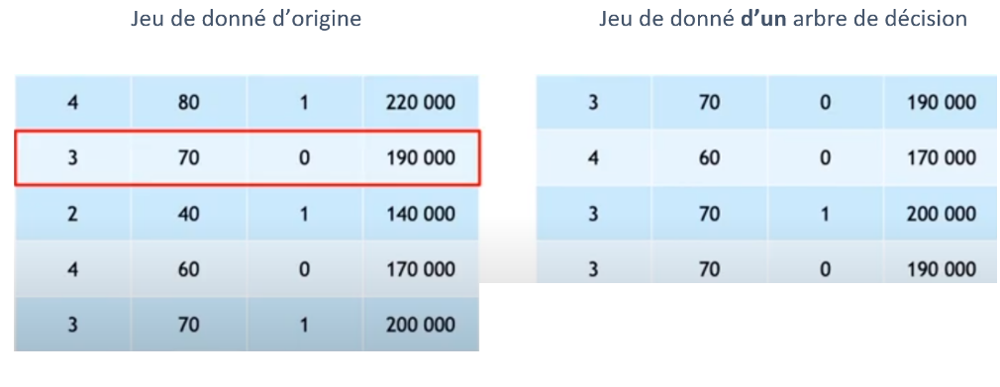 Jeu de donné d'origine
Jeu de donné d'un arbre de décision
4 80 1 220 000
3 70 0 190 000
2 40 1 140 000
4 60 0 170 000
3 70 1 200 000
3 70 0 190 000
4 60 0 170 000
3 70 1 200 000
3 70 0 190 000